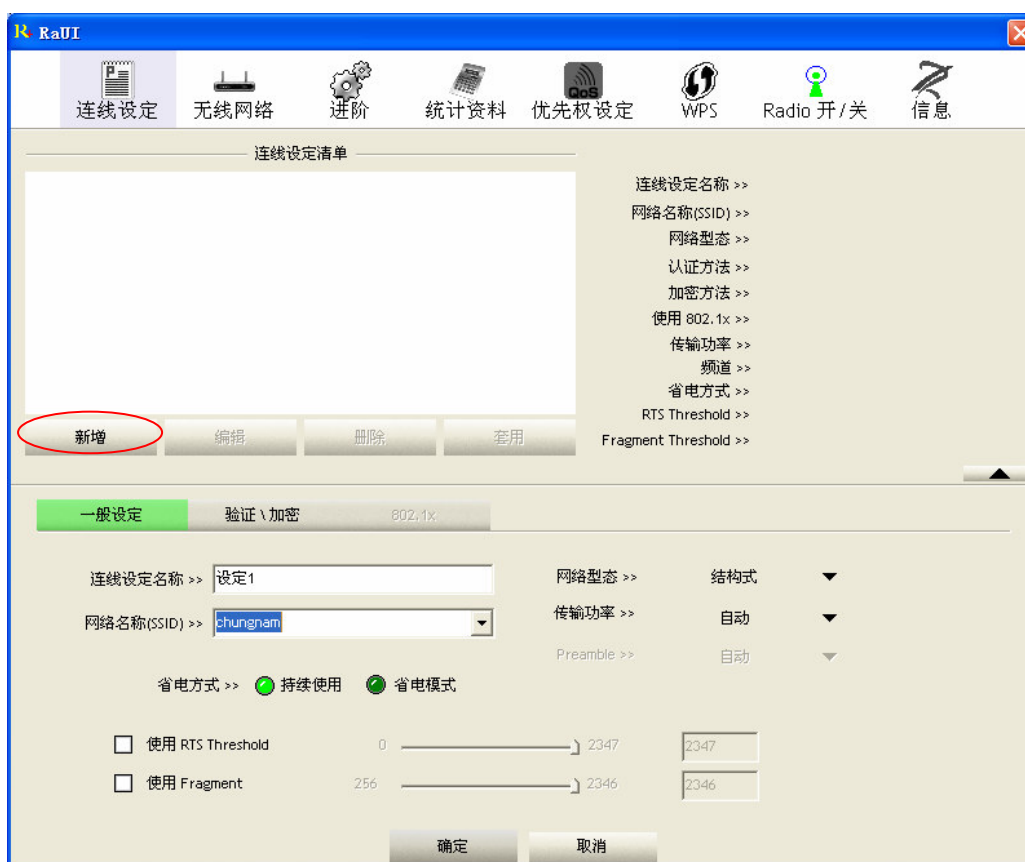 RaUI
连线设定 无线网络 进阶 统计资料 优先权设定 WPS Radio 开/关 信息
QoS
连线设定清单
连线设定名称 >>
网络名称(SSID) >>
网络型态 >>
认证方法 >>
加密方法 >>
使用 802.1x >>
传输功率 >>
频道 >>
省电方式 >>
RTS Threshold >>
Fragment Threshold >>
新增 编辑 删除 套用
一般设定 验证 \ 加密 802.1x
连线设定名称 >> 设定1 网络型态 >> 结构式
网络名称(SSID) >> chungnam 传输功率 >> 自动
Preamble >> 自动
省电方式 >> 持续使用 省电模式
使用 RTS Threshold 0 2347 2347
使用 Fragment 256 2346 2346
确定 取消